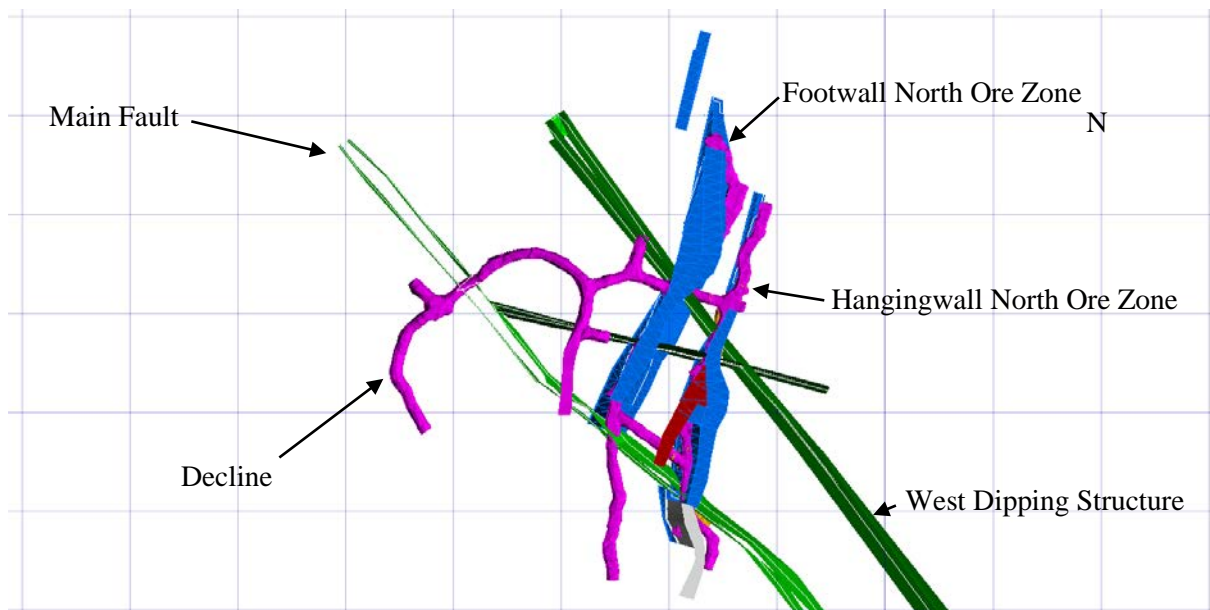 Footwall North Ore Zone
Main Fault
N
Hangingwall North Ore Zone
Decline
West Dipping Structure